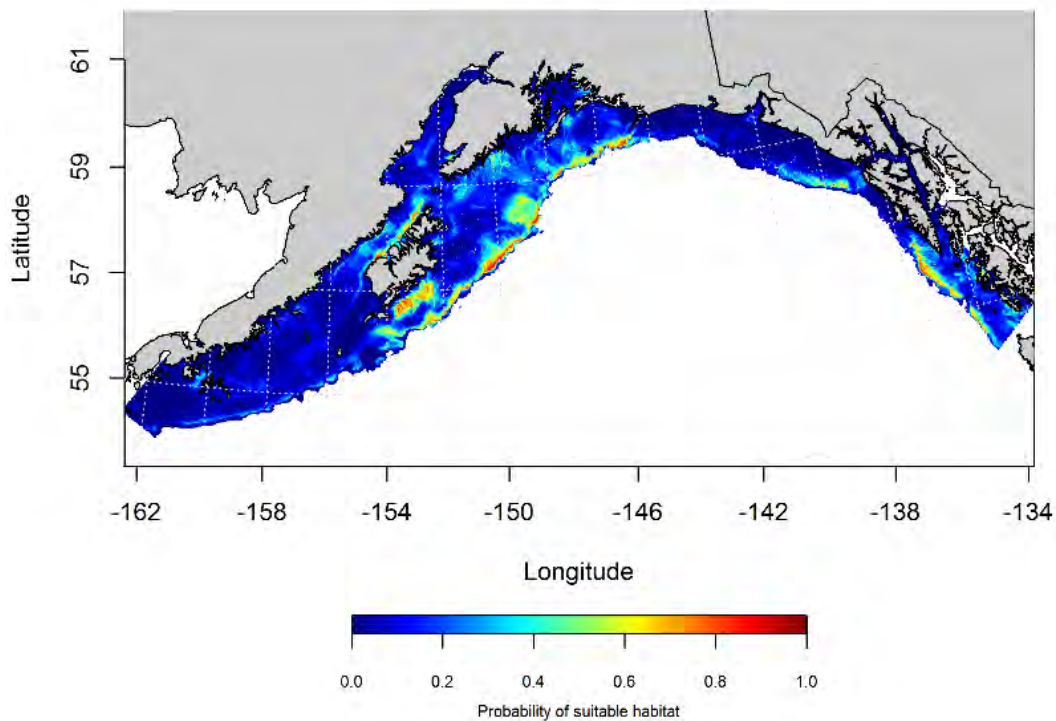 61
59
57
55
Latitude
-162 -158 -154 -150 -146 -142 -138 -134
Longitude
0.0 0.2 0.4 0.6 0.8 1.0
Probability of suitable habitat